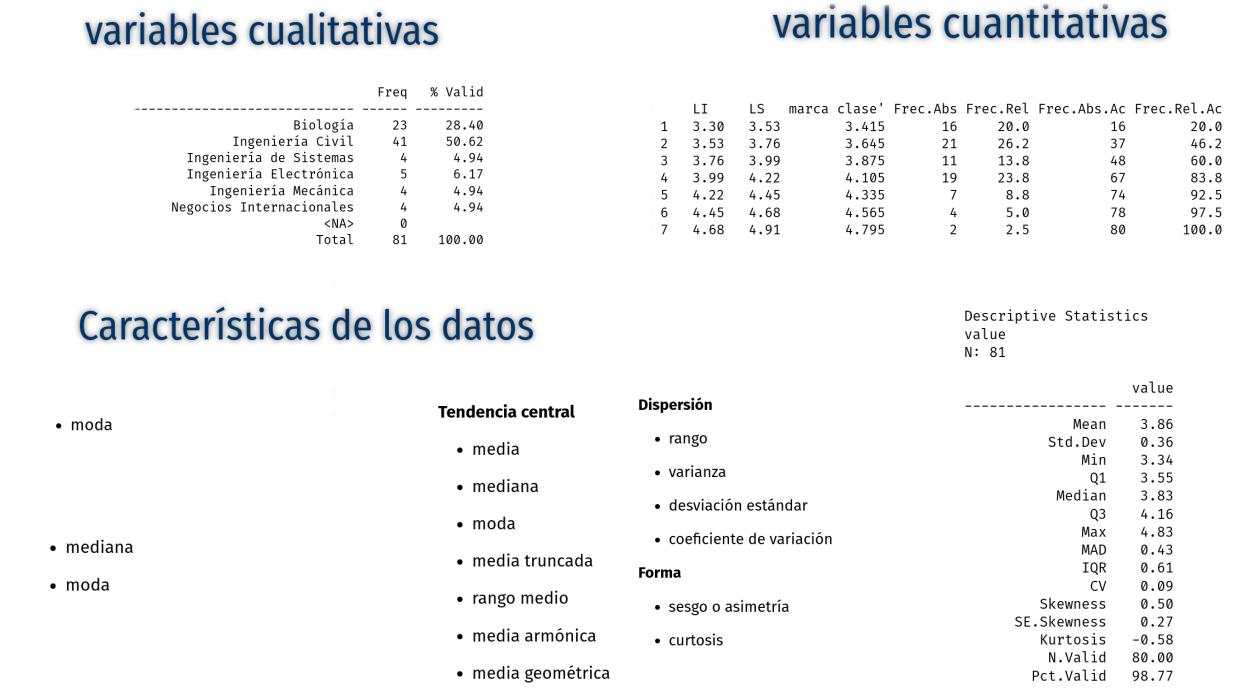 variables cualitativas
Freq % Valid
---------------------------- ------ ---------
Biología 23 28.40
Ingeniería Civil 41 50.62
Ingeniería de Sistemas 4 4.94
Ingeniería Electrónica 5 6.17
Ingeniería Mecánica 4 4.94
Negocios Internacionales 4 4.94
<NA> 0
Total 81 100.00
variables cuantitativas
LI LS marca clase' Frec.Abs Frec.Rel Frec.Abs.Ac Frec.Rel.Ac
1 3.30 3.53 3.415 16 20.0 16 20.0
2 3.53 3.76 3.645 21 26.2 37 46.2
3 3.76 3.99 3.875 11 13.8 48 60.0
4 3.99 4.22 4.105 19 23.8 67 83.8
5 4.22 4.45 4.335 7 8.8 74 92.5
6 4.45 4.68 4.565 4 5.0 78 97.5
7 4.68 4.91 4.795 2 2.5 80 100.0
Características de los datos
• moda
• mediana
• moda
Tendencia central
• media
• mediana
• moda
• media truncada
• rango medio
• media armónica
• media geométrica
Dispersión
• rango
• varianza
• desviación estándar
• coeficiente de variación
Forma
• sesgo o asimetría
• curtosis
Descriptive Statistics
value
N: 81
value
----------------- -------
Mean 3.86
Std.Dev 0.36
Min 3.34
Q1 3.55
Median 3.83
Q3 4.16
Max 4.83
MAD 0.43
IQR 0.61
CV 0.09
Skewness 0.50
SE.Skewness 0.27
Kurtosis -0.58
N.Valid 80.00
Pct.Valid 98.77